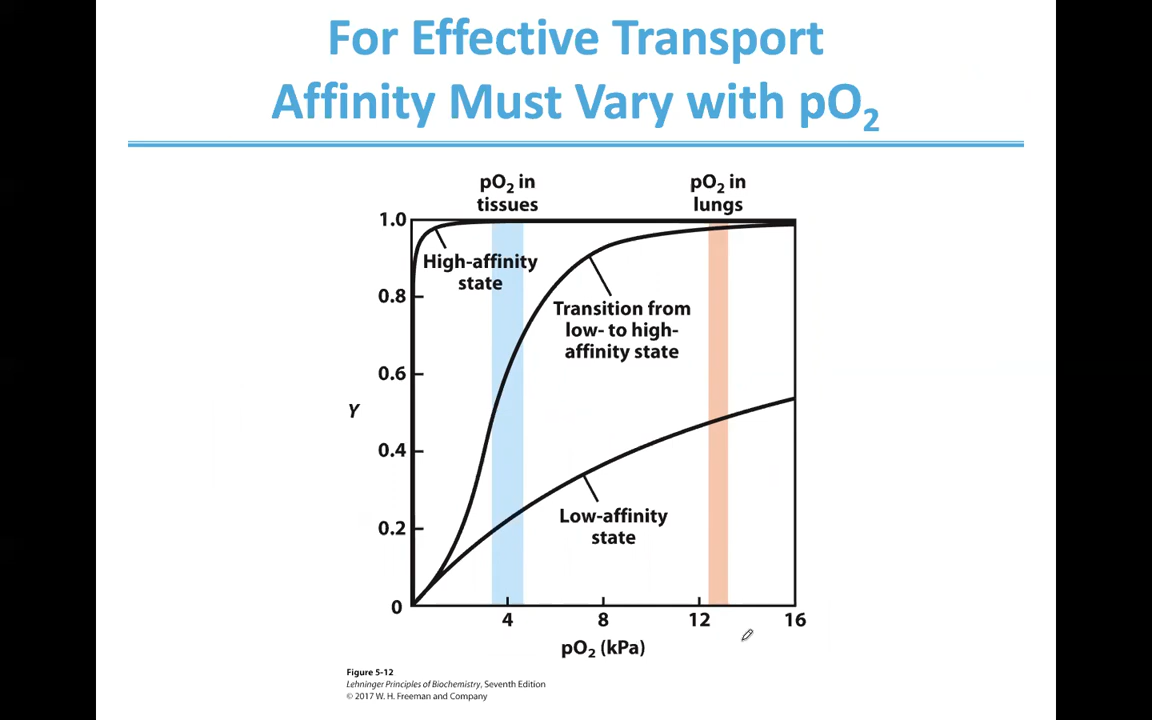 For Effective Transport
Affinity Must Vary with pO₂
pO₂ in
tissues
pO₂ in
lungs
1.0
High-affinity
state
0.8
Transition from
low- to high-
affinity state
0.6
Y
0.4
Low-affinity
state
0.2
0
4
8
12
16
pO₂ (kPa)
Figure 5-12
Lehninger Principles of Biochemistry, Seventh Edition
© 2017 W. H. Freeman and Company